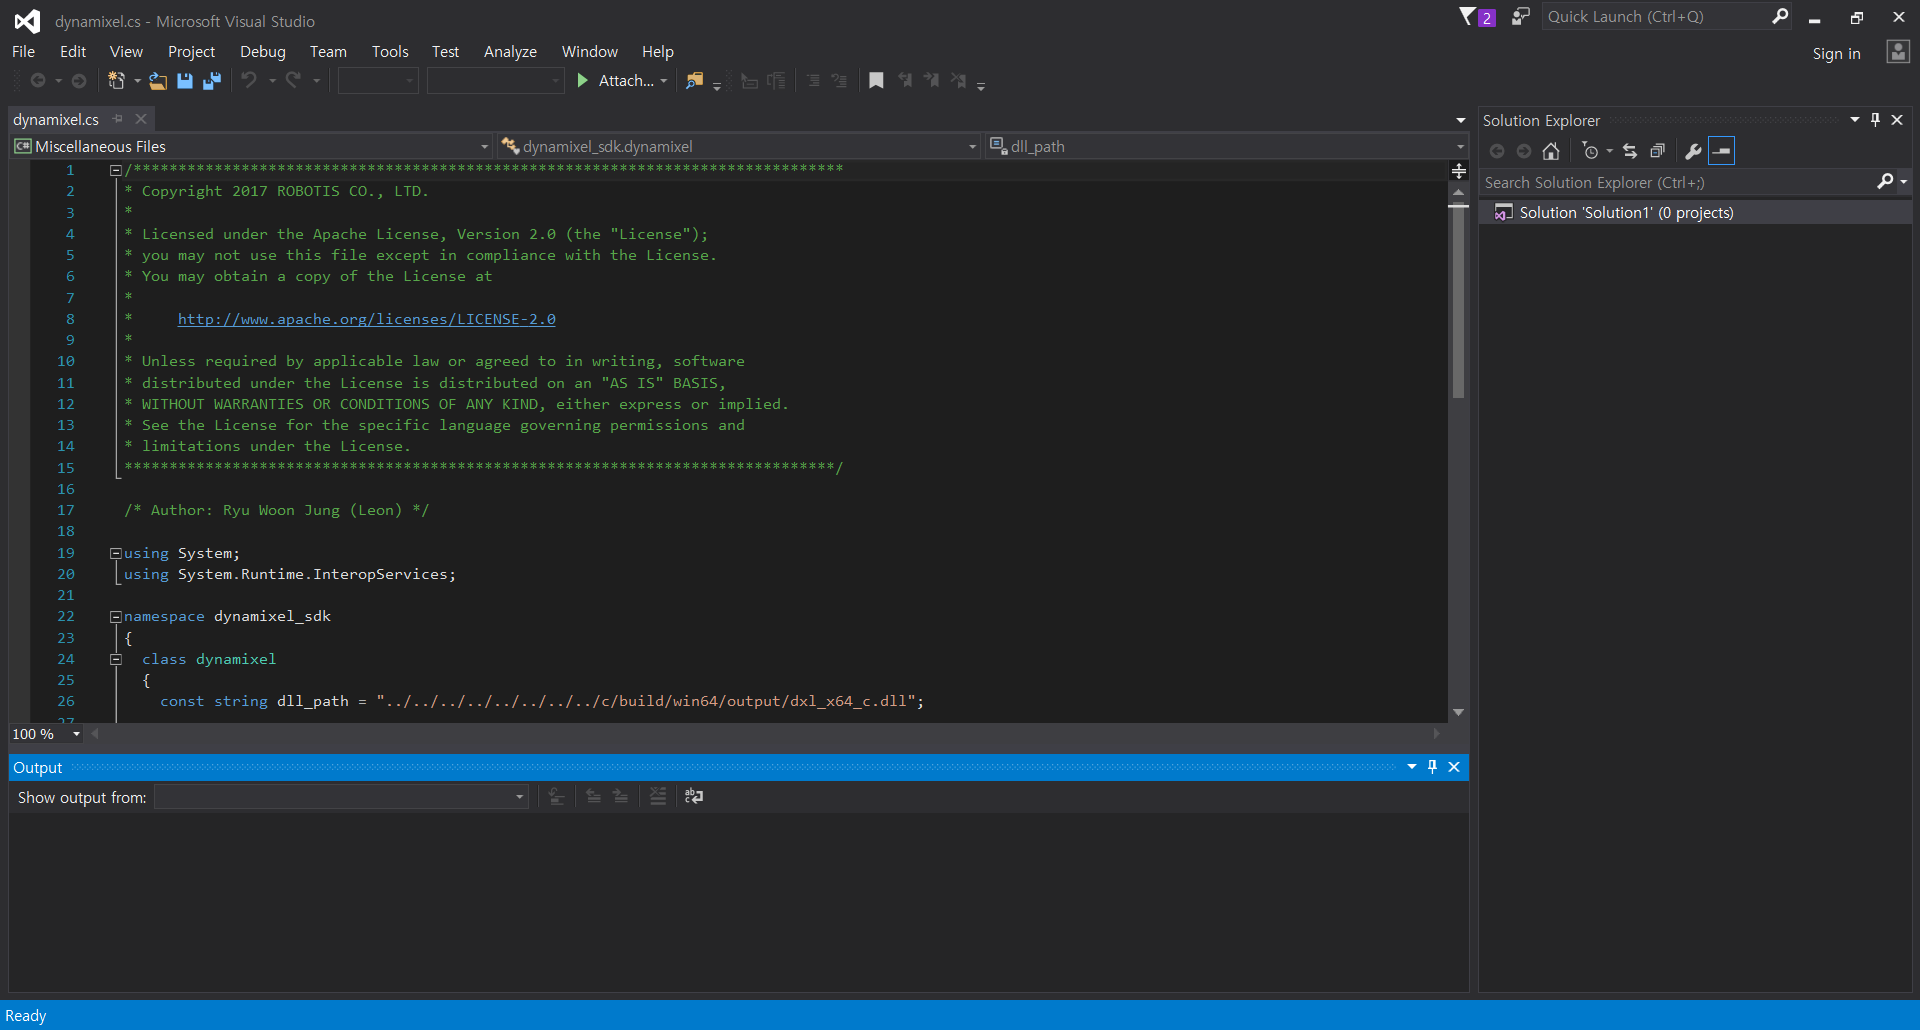 dynamixel.cs - Microsoft Visual Studio
2
Quick Launch (Ctrl+Q)
File Edit View Project Debug Team Tools Test Analyze Window Help
Sign in
Attach...
dynamixel.cs
Miscellaneous Files
dynamixel_sdk.dynamixel
dll_path
1 /*******************************************************************************
2 * Copyright 2017 ROBOTIS CO., LTD.
3 *
4 * Licensed under the Apache License, Version 2.0 (the "License");
5 * you may not use this file except in compliance with the License.
6 * You may obtain a copy of the License at
7 *
8 *     http://www.apache.org/licenses/LICENSE-2.0
9 *
10 * Unless required by applicable law or agreed to in writing, software
11 * distributed under the License is distributed on an "AS IS" BASIS,
12 * WITHOUT WARRANTIES OR CONDITIONS OF ANY KIND, either express or implied.
13 * See the License for the specific language governing permissions and
14 * limitations under the License.
15 *******************************************************************************/
16
17 /* Author: Ryu Woon Jung (Leon) */
18
19 using System;
20 using System.Runtime.InteropServices;
21
22 namespace dynamixel_sdk
23 {
24   class dynamixel
25   {
26     const string dll_path = "../../../../../../../../c/build/win64/output/dxl_x64_c.dll";
27
100 %
Output
Show output from:
Solution Explorer
Search Solution Explorer (Ctrl+;)
Solution 'Solution1' (0 projects)
Ready